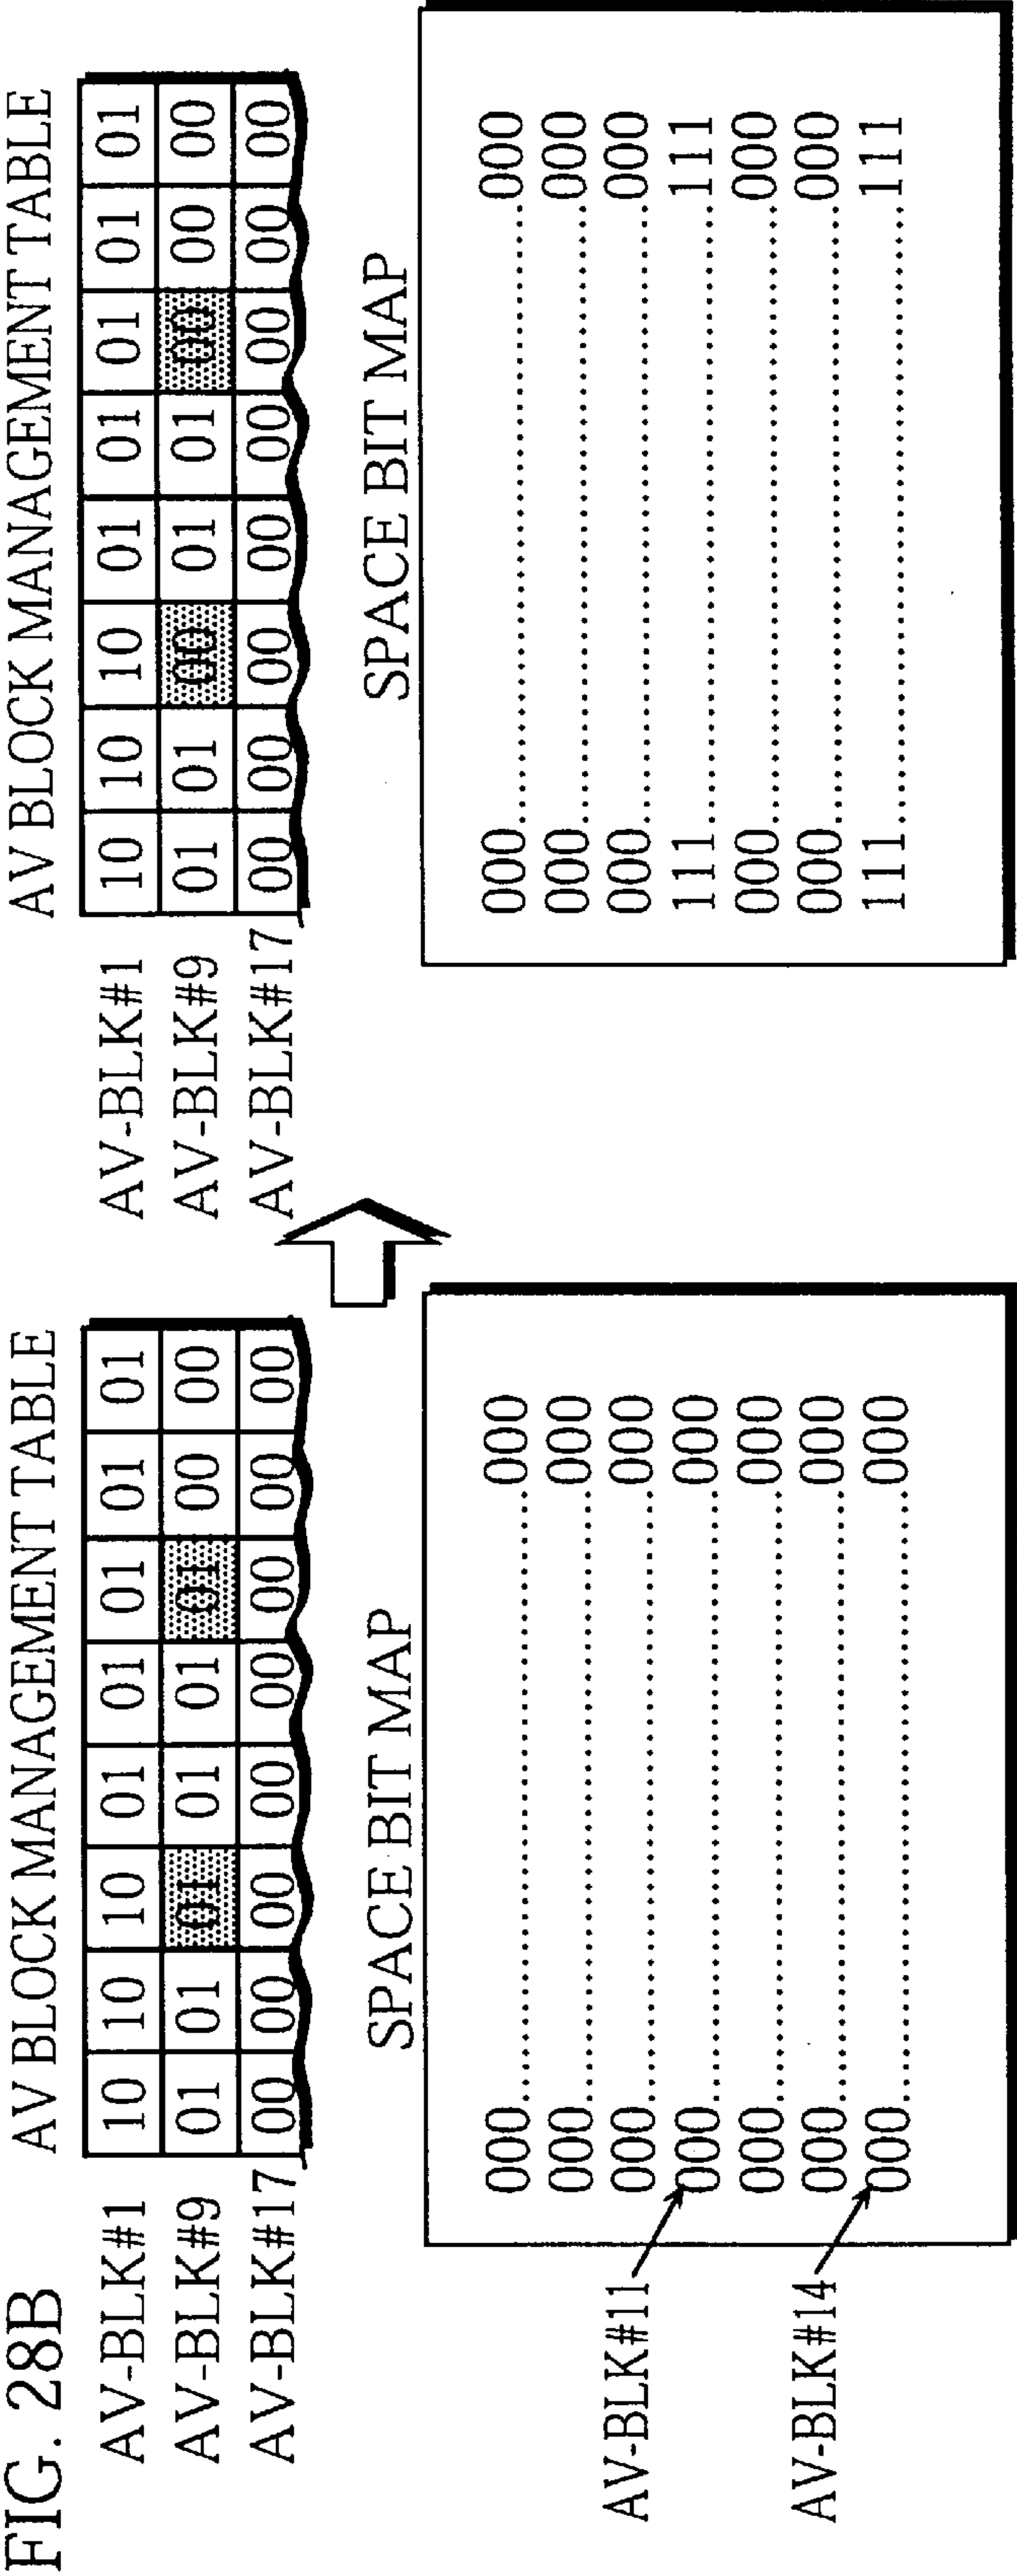 FIG. 28B
AV BLOCK MANAGEMENT TABLE
AV-BLK#1 10 10 10 01 01 01 01 01
AV-BLK#9 01 01 01 01 01 01 00 00
AV-BLK#17 00 00 00 00 00 00 00 00
SPACE BIT MAP
000 000
000 000
000 000
AV-BLK#11 000 000
000 000
000 000
AV-BLK#14 000 000
AV BLOCK MANAGEMENT TABLE
AV-BLK#1 10 10 10 01 01 01 01 01
AV-BLK#9 01 01 00 01 01 00 00 00
AV-BLK#17 00 00 00 00 00 00 00 00
SPACE BIT MAP
000 000
000 000
000 000
111 111
000 000
000 000
111 111